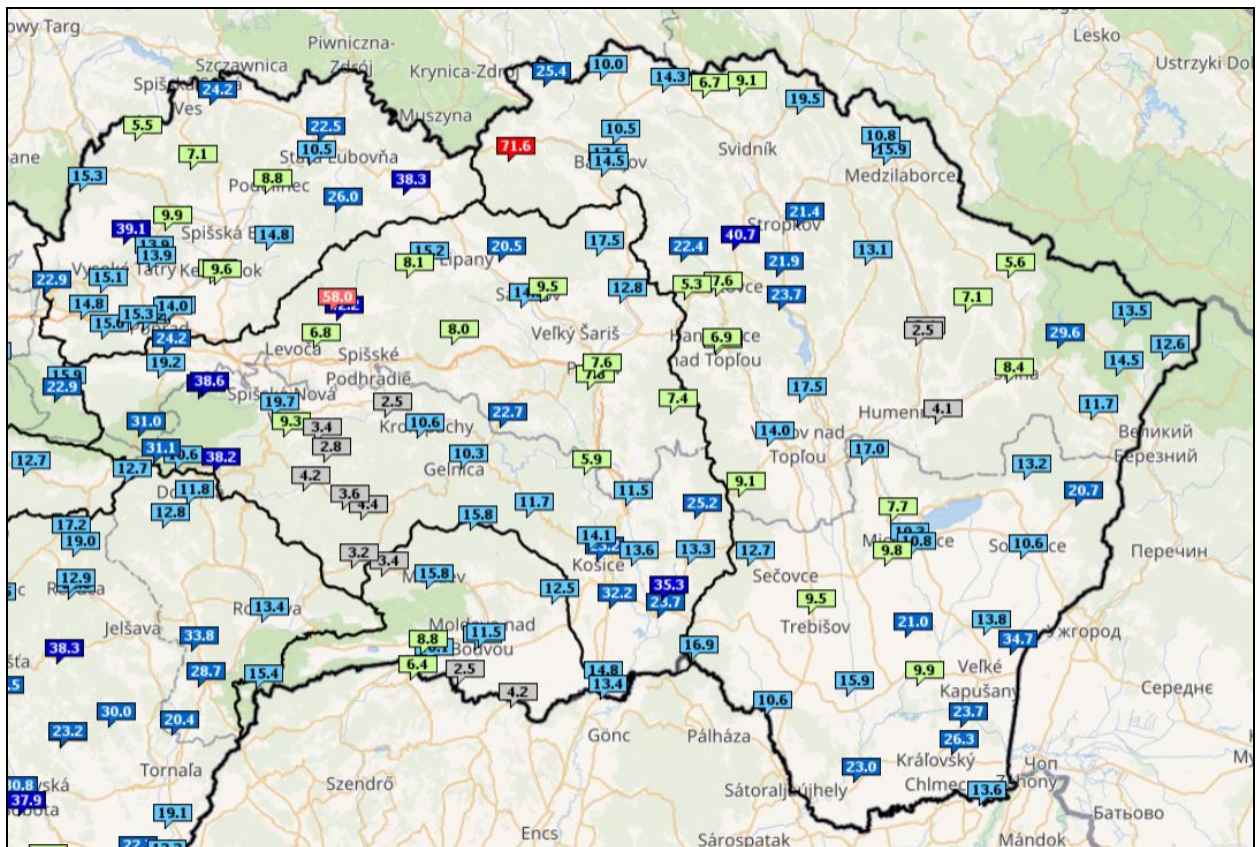 owy Targ
Lesko
Piwniczna-
Zdrój
Szczawnica
Krynica-Zdrój
25.4
10.0
14.3
6.7
9.1
Ustrzyki Do
24.2
Ves
19.5
Muszyna
5.5
22.5
10.5
10.8
15.9
7.1
10.5
Stará Ľubovňa
71.6
14.5
Svidník
Medzilaborce
15.3
8.8
38.3
26.0
9.9
21.4
Stropkov
39.1
Spišská B
14.8
17.5
22.4
40.7
13.9
13.9
15.2
20.5
Lipany
13.1
8.1
21.9
5.6
22.9
15.1
Vysoké Tatry
9.6
12.8
5.3
7.6
23.7
7.1
9.5
58.0
14.8
14.0
15.3
13.5
6.8
8.0
Veľký Šariš
6.9
nad Topľou
2.5
29.6
24.2
Levoča
Spišské
Podhradie
12.6
19.2
7.6
8.4
14.5
15.9
22.9
38.6
Spišská Nová
17.5
19.7
2.5
7.4
4.1
11.7
31.0
9.3
3.4
10.6
22.7
14.0
Topľou
Великий
Березний
31.1
2.8
17.0
12.7
12.7
38.2
10.3
Gelnica
5.9
13.2
4.2
9.1
11.8
3.6
4.4
11.5
20.7
12.8
15.8
11.7
25.2
7.7
17.2
19.0
14.1
10.8
10.6
3.2
3.4
Košice
13.6
13.3
12.7
9.8
Перечин
12.9
15.8
12.5
32.2
35.3
23.7
Sečovce
13.4
9.5
Trebišov
Jelšava
33.8
8.8
Moldava nad
Bodvou
11.5
21.0
13.8
34.7
Ужгород
38.3
28.7
15.4
6.4
2.5
4.2
14.8
13.4
16.9
15.9
9.9
Veľké
Kapušany
Середнє
30.0
20.4
23.2
10.6
23.7
Gönc
Pálháza
26.3
Tornaľa
Szendrő
23.0
Kráľovský
Chlmec
Чоп
Sátoraljaújhely
13.6
Záhony
30.8
37.9
19.1
Батьово
Encs
Sárospatak
Mándok